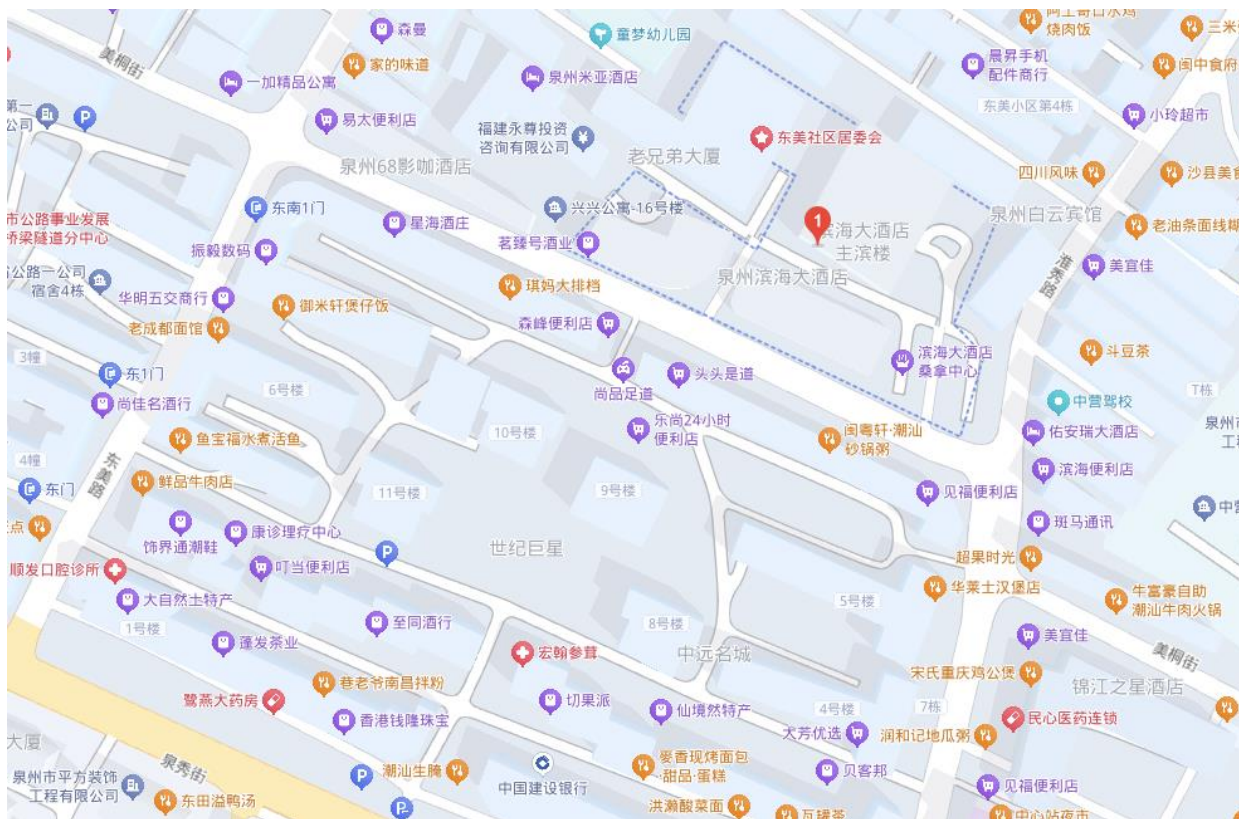 森曼
家的味道
美桐街
一加精品公寓
易太便利店
童梦幼儿园
泉州米亚酒店
福建永尊投资
咨询有限公司
泉州68影咖酒店
老兄弟大厦
东美社区居委会
烧肉饭
晨昇手机
配件商行
东美小区第4栋
闽中食府
小玲超市
四川风味
沙县美食
泉州白云宾馆
老油条面线糊
美宜佳
淮秀路
第一
公司
P
东南1门
星海酒庄
兴兴公寓-16号楼
茗臻号酒业
1
滨海大酒店
主滨楼
泉州滨海大酒店
市公路事业发展
桥梁隧道分中心
振毅数码
公路一公司
宿舍4栋
华明五交商行
老成都面馆
御米轩煲仔饭
琪妈大排档
森峰便利店
尚品足道
头头是道
滨海大酒店
桑拿中心
斗豆茶
T栋
中营驾校
佑安瑞大酒店
滨海便利店
斑马通讯
3幢
东1门
尚佳名酒行
6号楼
鱼宝福水煮活鱼
10号楼
乐尚24小时
便利店
闽粤轩·潮汕
砂锅粥
见福便利店
4幢
东门
东美路
鲜品牛肉店
11号楼
9号楼
饰界通潮鞋
康诊理疗中心
P
世纪巨星
顺发口腔诊所
叮当便利店
大自然土特产
1号楼
蓬发茶业
至同酒行
8号楼
5号楼
超果时光
华莱士汉堡店
牛富豪自助
潮汕牛肉火锅
美宜佳
美桐街
宋氏重庆鸡公煲
锦江之星酒店
宏翰参茸
中远名城
巷老爷南昌拌粉
鹭燕大药房
香港钱隆珠宝
切果派
仙境然特产
4号楼
7栋
犬芳优选
润和记地瓜粥
民心医药连锁
大厦
泉秀街
泉州市平方装饰
工程有限公司
东田溢鸭汤
P
潮汕生腌
P
中国建设银行
麥香现烤面包
·甜品·蛋糕
贝客邦
见福便利店
洪濑酸菜面
瓦罐茶
中心站夜市